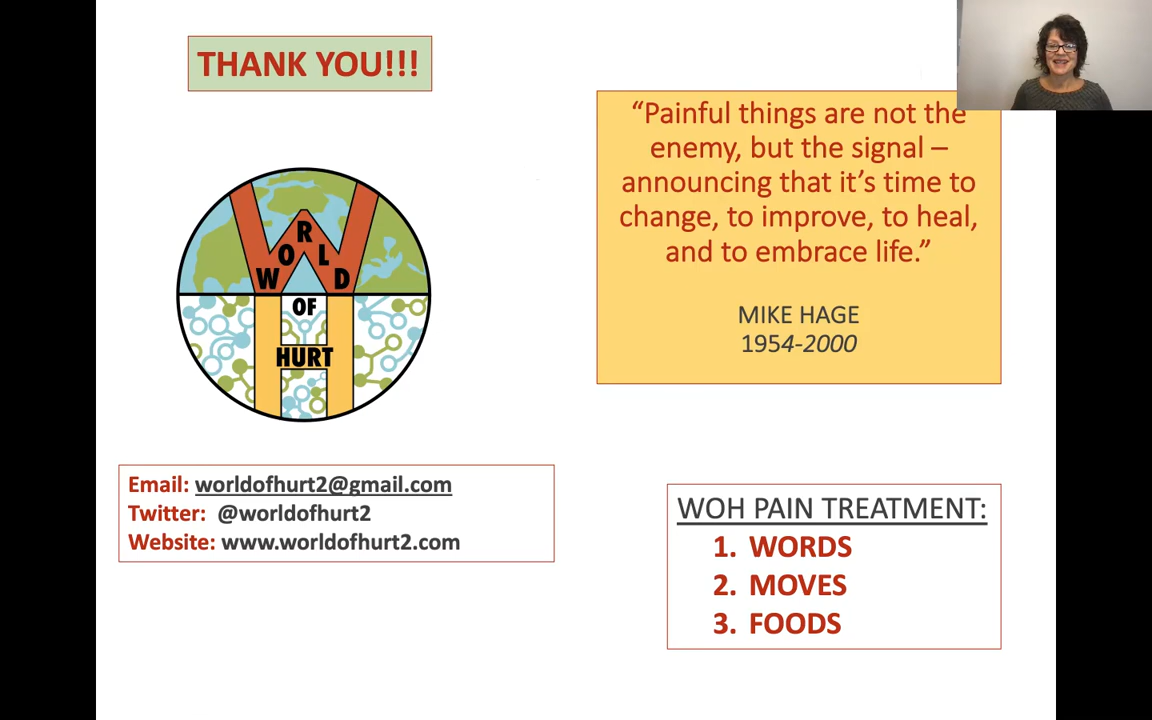 THANK YOU!!!
“Painful things are not the
enemy, but the signal –
announcing that it’s time to
change, to improve, to heal,
and to embrace life.”
MIKE HAGE
1954-2000
WORLD
OF
HURT
Email: worldofhurt2@gmail.com
Twitter: @worldofhurt2
Website: www.worldofhurt2.com
WOH PAIN TREATMENT:
1. WORDS
2. MOVES
3. FOODS